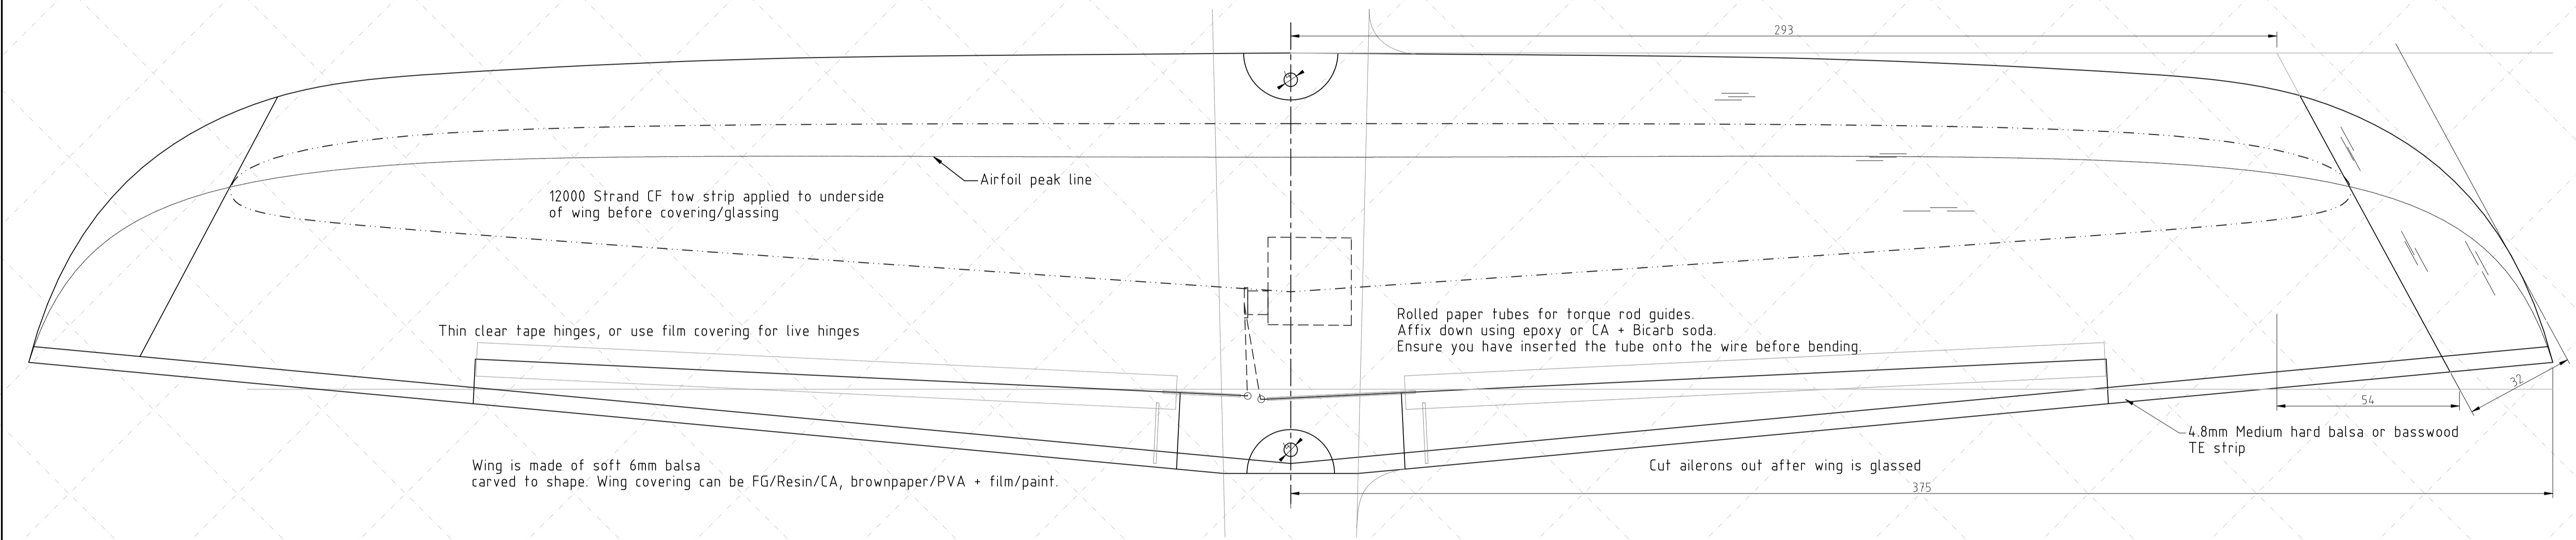 293
Airfoil peak line
12000 Strand CF tow strip applied to underside
of wing before covering/glassing
Thin clear tape hinges, or use film covering for live hinges
Rolled paper tubes for torque rod guides.
Affix down using epoxy or CA + Bicarb soda.
Ensure you have inserted the tube onto the wire before bending.
32
54
4.8mm Medium hard balsa or basswood
TE strip
Wing is made of soft 6mm balsa
carved to shape. Wing covering can be FG/Resin/CA, brownpaper/PVA + film/paint.
Cut ailerons out after wing is glassed
375